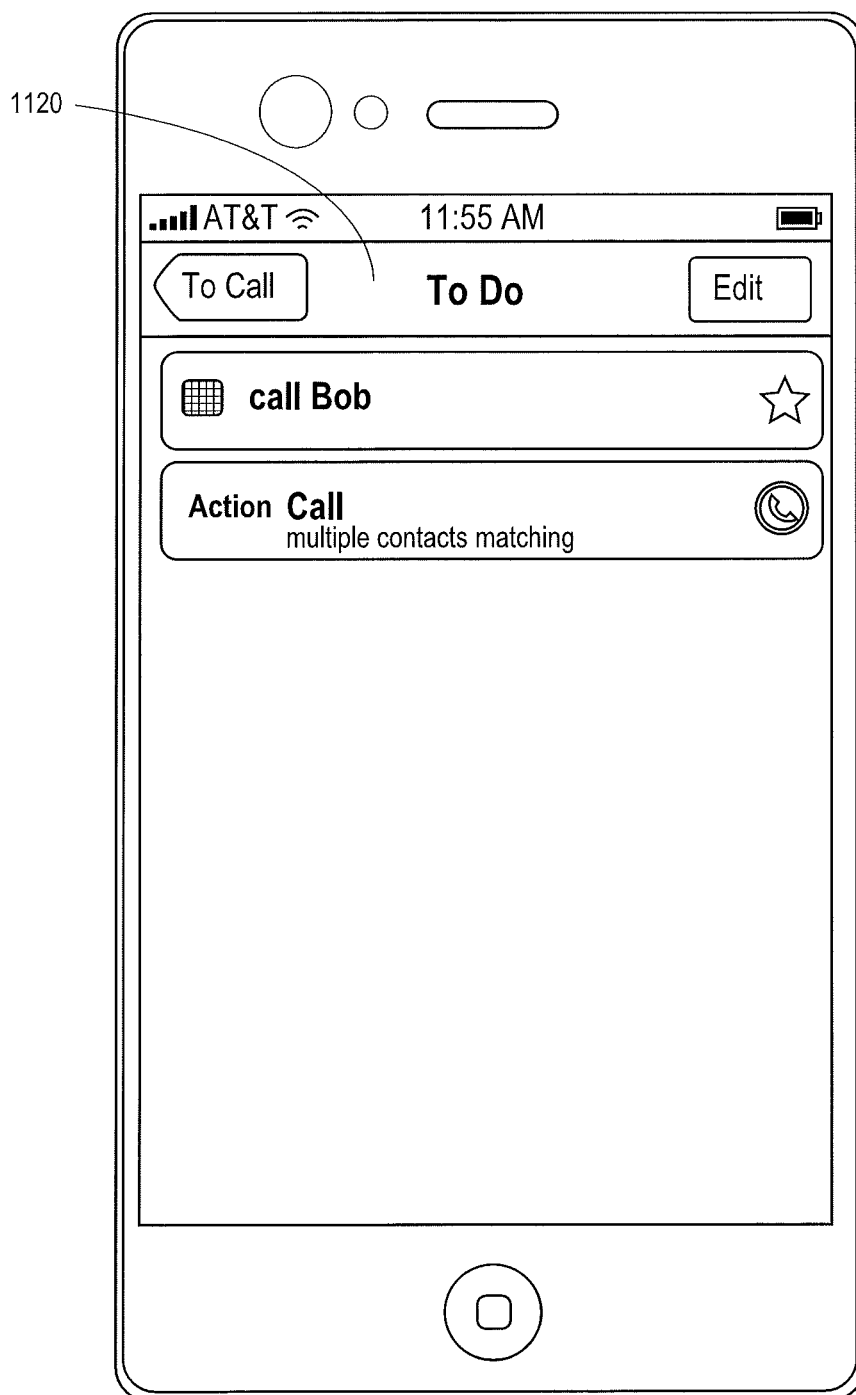 1120
AT&T 11:55 AM
To Call To Do Edit
call Bob
Action Call
multiple contacts matching